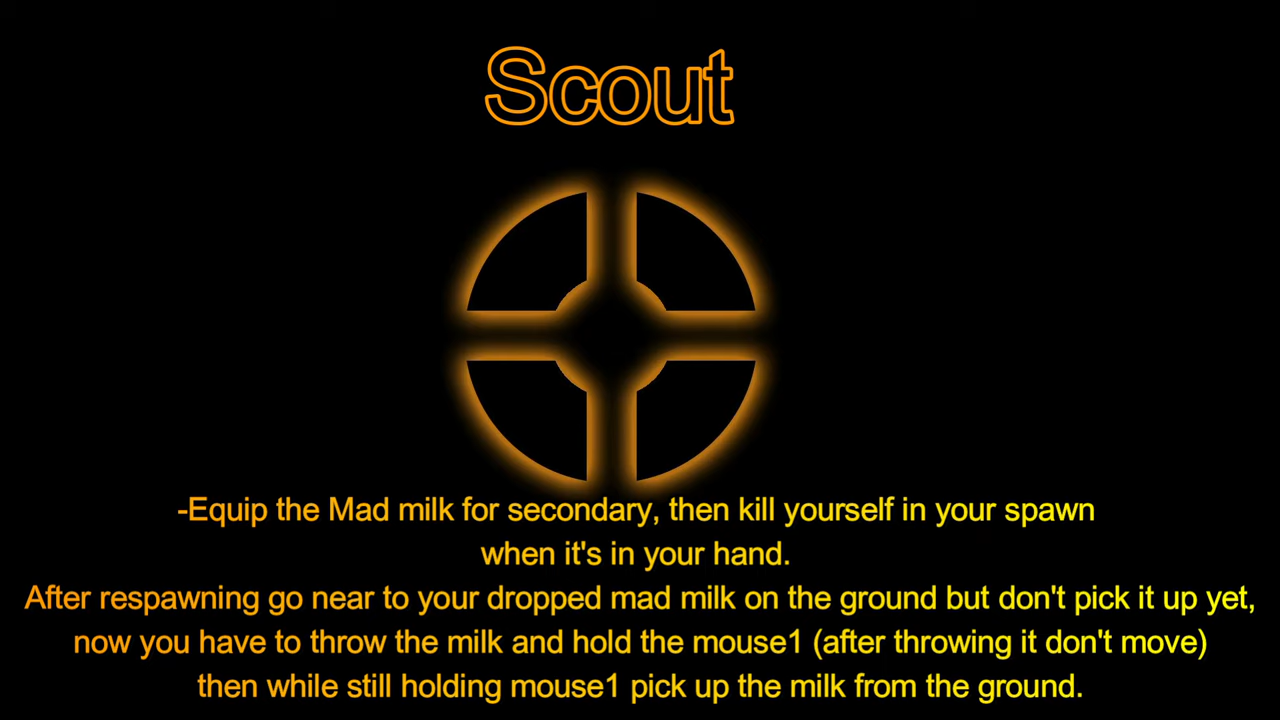 Scout
-Equip the Mad milk for secondary, then kill yourself in your spawn
when it's in your hand.
After respawning go near to your dropped mad milk on the ground but don't pick it up yet,
now you have to throw the milk and hold the mouse1 (after throwing it don't move)
then while still holding mouse1 pick up the milk from the ground.